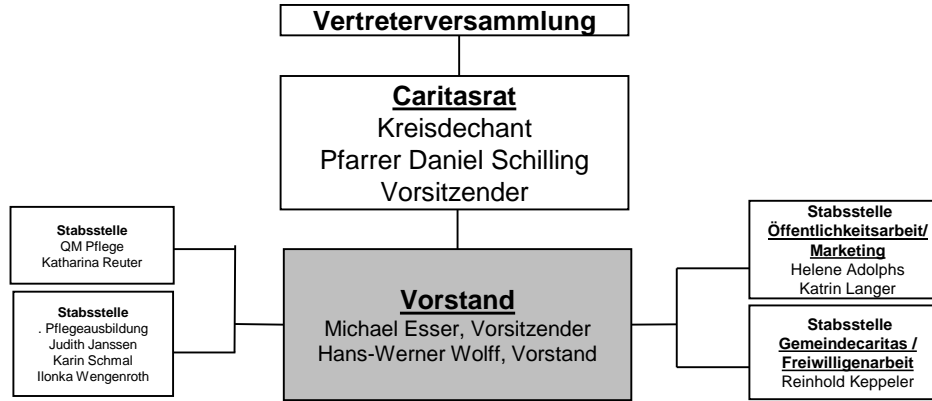 Vertreterversammlung
Caritasrat
Kreisdechant
Pfarrer Daniel Schilling
Vorsitzender
Stabsstelle
QM Pflege
Katharina Reuter
Stabsstelle
. Pflegeausbildung
Judith Janssen
Karin Schmal
Ilonka Wengenroth
Vorstand
Michael Esser, Vorsitzender
Hans-Werner Wolff, Vorstand
Stabsstelle
Öffentlichkeitsarbeit/
Marketing
Helene Adolphs
Katrin Langer
Stabsstelle
Gemeindecaritas /
Freiwilligenarbeit
Reinhold Keppeler